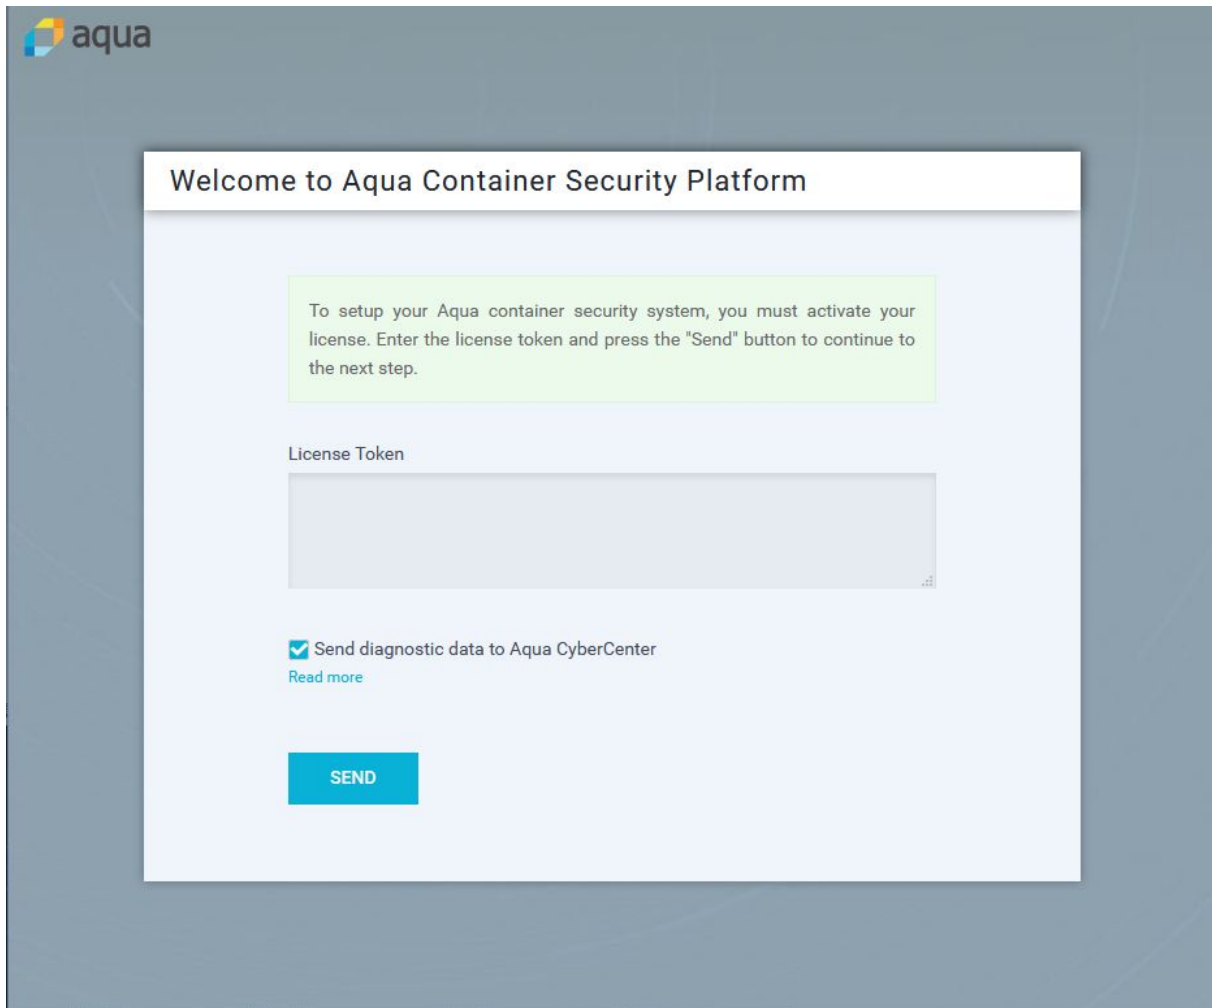 aqua
Welcome to Aqua Container Security Platform
To setup your Aqua container security system, you must activate your
license. Enter the license token and press the "Send" button to continue to
the next step.
License Token
Send diagnostic data to Aqua CyberCenter
Read more
SEND